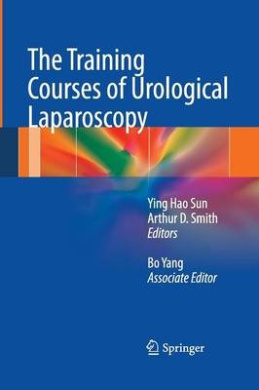 The Training
Courses of Urological
Laparoscopy
Ying Hao Sun
Arthur D. Smith
Editors
Bo Yang
Associate Editor
Springer